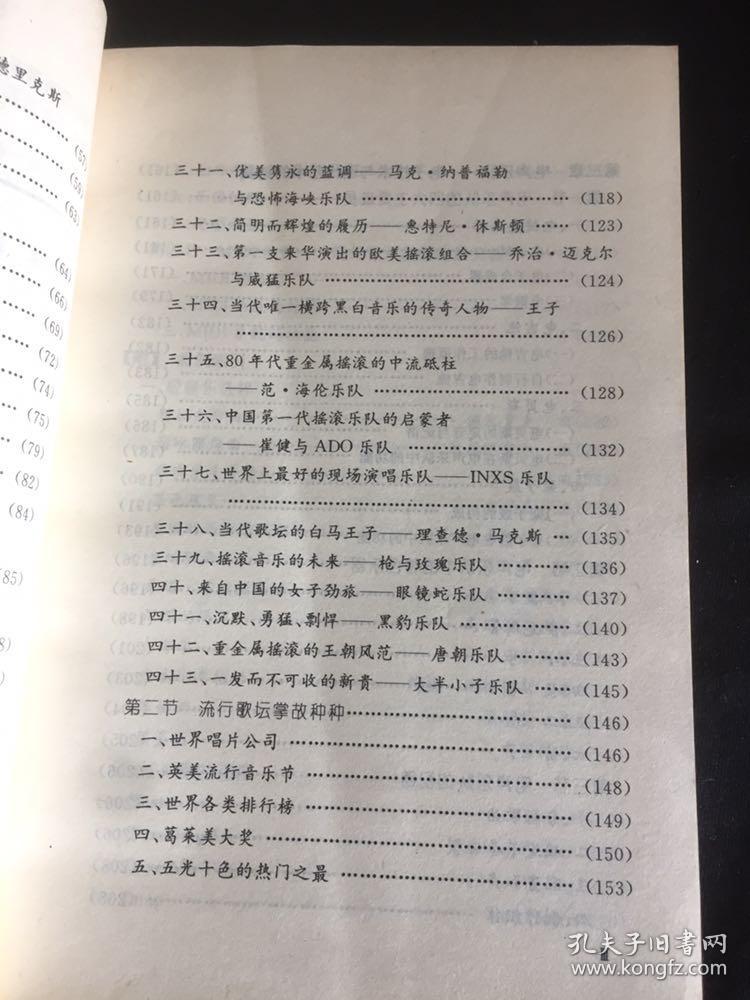 德里克斯
(57)
(59)
(63)
(64)
(66)
(69)
(72)
(74)
(75)
(79)
(82)
(84)
(85)
三十一、优美隽永的蓝调——马克·纳普福勒
与恐怖海峡乐队 (118)
三十二、简明而辉煌的履历——惠特尼·休斯顿 (123)
三十三、第一支来华演出的欧美摇滚组合——乔治·迈克尔
与威猛乐队 (124)
三十四、当代唯一横跨黑白音乐的传奇人物——王子
(126)
三十五、80年代重金属摇滚的中流砥柱
——范·海伦乐队 (128)
三十六、中国第一代摇滚乐队的启蒙者
——崔健与ADO乐队 (132)
三十七、世界上最好的现场演唱乐队——INXS乐队
(134)
三十八、当代歌坛的白马王子——理查德·马克斯 (135)
三十九、摇滚音乐的未来——枪与玫瑰乐队 (136)
四十、来自中国的女子劲旅——眼镜蛇乐队 (137)
四十一、沉默、勇猛、剽悍——黑豹乐队 (140)
四十二、重金属摇滚的王朝风范——唐朝乐队 (143)
四十三、一发而不可收的新贵——大半小子乐队 (145)
第二节 流行歌坛掌故种种 (146)
一、世界唱片公司 (146)
二、英美流行音乐节 (148)
三、世界各类排行榜 (149)
四、葛莱美大奖 (150)
五、五光十色的热门之最 (153)
孔夫子旧书网
www.kongfz.com